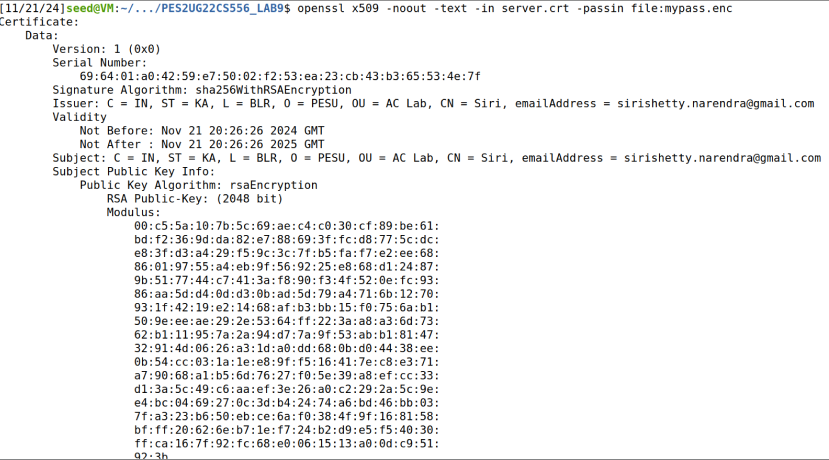 [11/21/24]seed@VM:~/.../PES2UG22CS556_LAB9$ openssl x509 -noout -text -in server.crt -passin file:mypass.enc
Certificate:
    Data:
        Version: 1 (0x0)
        Serial Number:
            69:64:01:a0:42:59:e7:50:02:f2:53:ea:23:cb:43:b3:65:53:4e:7f
        Signature Algorithm: sha256WithRSAEncryption
        Issuer: C = IN, ST = KA, L = BLR, O = PESU, OU = AC Lab, CN = Siri, emailAddress = sirishetty.narendra@gmail.com
        Validity
            Not Before: Nov 21 20:26:26 2024 GMT
            Not After : Nov 21 20:26:26 2025 GMT
        Subject: C = IN, ST = KA, L = BLR, O = PESU, OU = AC Lab, CN = Siri, emailAddress = sirishetty.narendra@gmail.com
        Subject Public Key Info:
            Public Key Algorithm: rsaEncryption
                RSA Public-Key: (2048 bit)
                Modulus:
                    00:c5:5a:10:7b:5c:69:ae:c4:c0:30:cf:89:be:61:
                    bd:f2:36:9d:da:82:e7:88:69:3f:fc:d8:77:5c:dc:
                    e8:3f:d3:a4:29:f5:9c:3c:7f:b5:fa:f7:e2:ee:68:
                    86:01:97:55:a4:eb:9f:56:92:25:e8:68:d1:24:87:
                    9b:51:77:44:c7:41:3a:f8:90:f3:4f:52:0e:fc:93:
                    86:aa:5d:d4:0d:d3:0b:ad:5d:79:a4:71:6b:12:70:
                    93:1f:42:19:e2:14:68:af:b3:bb:15:f0:75:6a:b1:
                    50:9e:ee:ae:29:2e:53:64:ff:22:3a:a8:a3:6d:73:
                    62:b1:11:95:7a:2a:94:d7:7a:9f:53:ab:b1:81:47:
                    32:91:4d:06:26:a3:1d:a0:dd:68:0b:d0:44:38:ee:
                    0b:54:cc:03:1a:1e:e8:9f:f5:16:41:7e:c8:e3:71:
                    a7:90:68:a1:b5:6d:76:27:f0:5e:39:a8:ef:cc:33:
                    d1:3a:5c:49:c6:aa:ef:3e:26:a0:c2:29:2a:5c:9e:
                    e4:bc:04:69:27:0c:3d:b4:24:74:a6:bd:46:bb:03:
                    7f:a3:23:b6:50:eb:ce:6a:f0:38:4f:9f:16:81:58:
                    bf:ff:20:62:6e:b7:1e:f7:24:b2:d9:e5:f5:40:30:
                    ff:ca:16:7f:92:fc:68:e0:06:15:13:a0:0d:c9:51:
                    92:3b